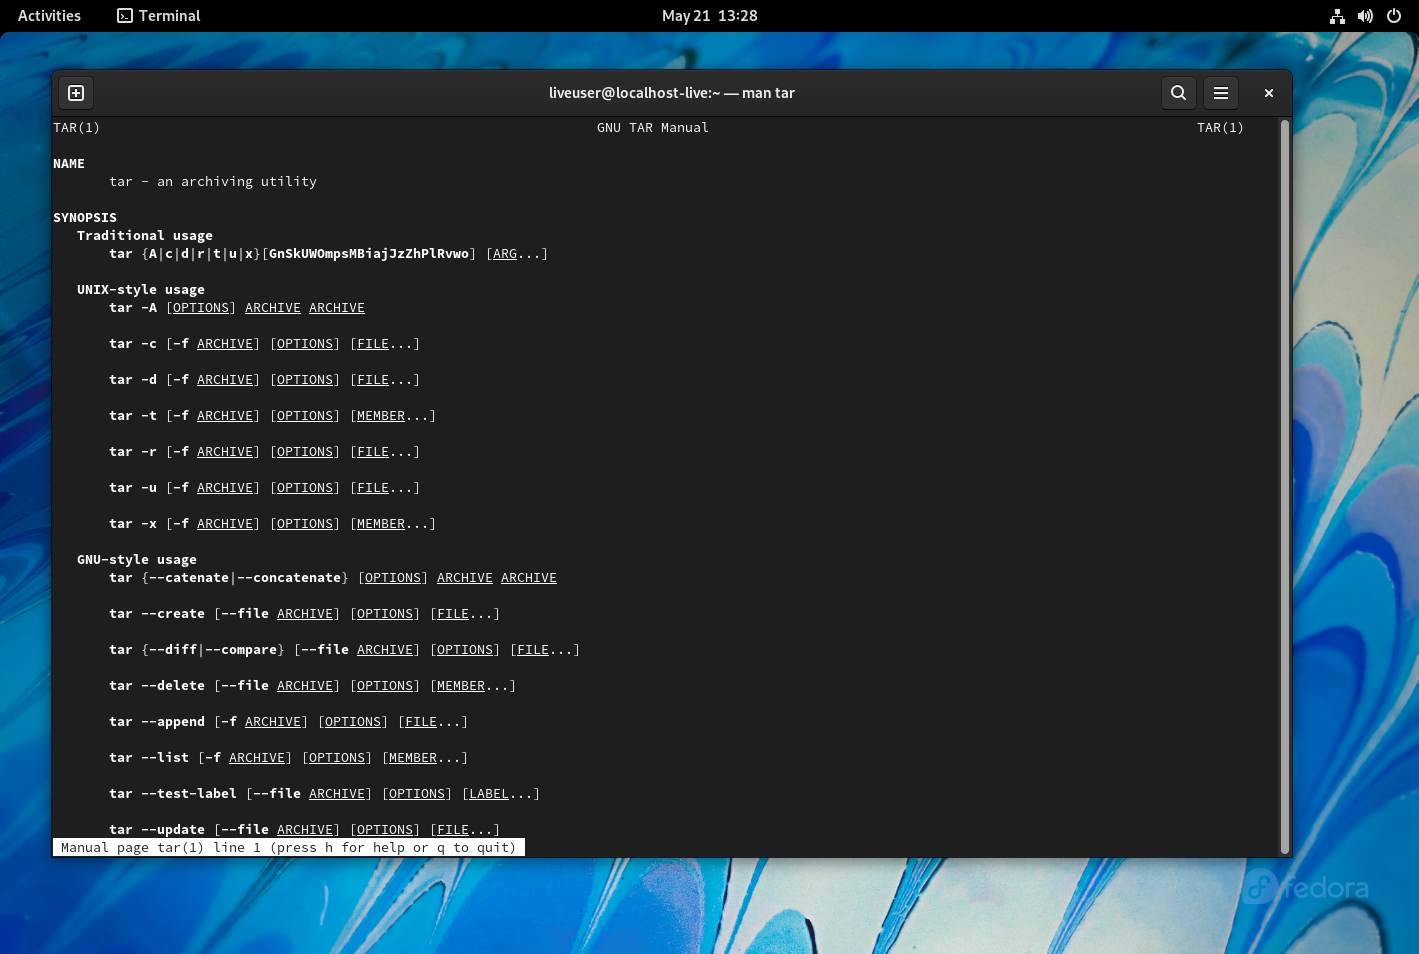 Activities Terminal May 21 13:28
liveuser@localhost-live:~ — man tar
TAR(1) GNU TAR Manual TAR(1)
NAME
tar - an archiving utility
SYNOPSIS
Traditional usage
tar {A|c|d|r|t|u|x}[GnSkUWOmpsMBiajJzZhPlRvwo] [ARG...]
UNIX-style usage
tar -A [OPTIONS] ARCHIVE ARCHIVE
tar -c [-f ARCHIVE] [OPTIONS] [FILE...]
tar -d [-f ARCHIVE] [OPTIONS] [FILE...]
tar -t [-f ARCHIVE] [OPTIONS] [MEMBER...]
tar -r [-f ARCHIVE] [OPTIONS] [FILE...]
tar -u [-f ARCHIVE] [OPTIONS] [FILE...]
tar -x [-f ARCHIVE] [OPTIONS] [MEMBER...]
GNU-style usage
tar {--catenate|--concatenate} [OPTIONS] ARCHIVE ARCHIVE
tar --create [--file ARCHIVE] [OPTIONS] [FILE...]
tar {--diff|--compare} [--file ARCHIVE] [OPTIONS] [FILE...]
tar --delete [--file ARCHIVE] [OPTIONS] [MEMBER...]
tar --append [-f ARCHIVE] [OPTIONS] [FILE...]
tar --list [-f ARCHIVE] [OPTIONS] [MEMBER...]
tar --test-label [--file ARCHIVE] [OPTIONS] [LABEL...]
tar --update [--file ARCHIVE] [OPTIONS] [FILE...]
Manual page tar(1) line 1 (press h for help or q to quit)
fedora